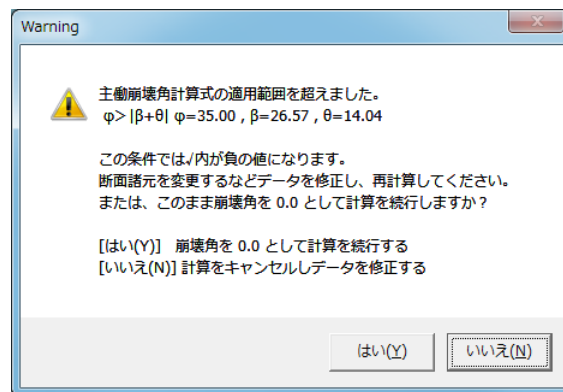 Warning
主働崩壊角計算式の適用範囲を超えました。
φ＞|β+θ| φ=35.00 , β=26.57 , θ=14.04
この条件では√内が負の値になります。
断面諸元を変更するなどデータを修正し、再計算してください。
または、このまま崩壊角を 0.0 として計算を続行しますか？
[はい(Y)] 崩壊角を 0.0 として計算を続行する
[いいえ(N)] 計算をキャンセルしデータを修正する
はい(Y) いいえ(N)